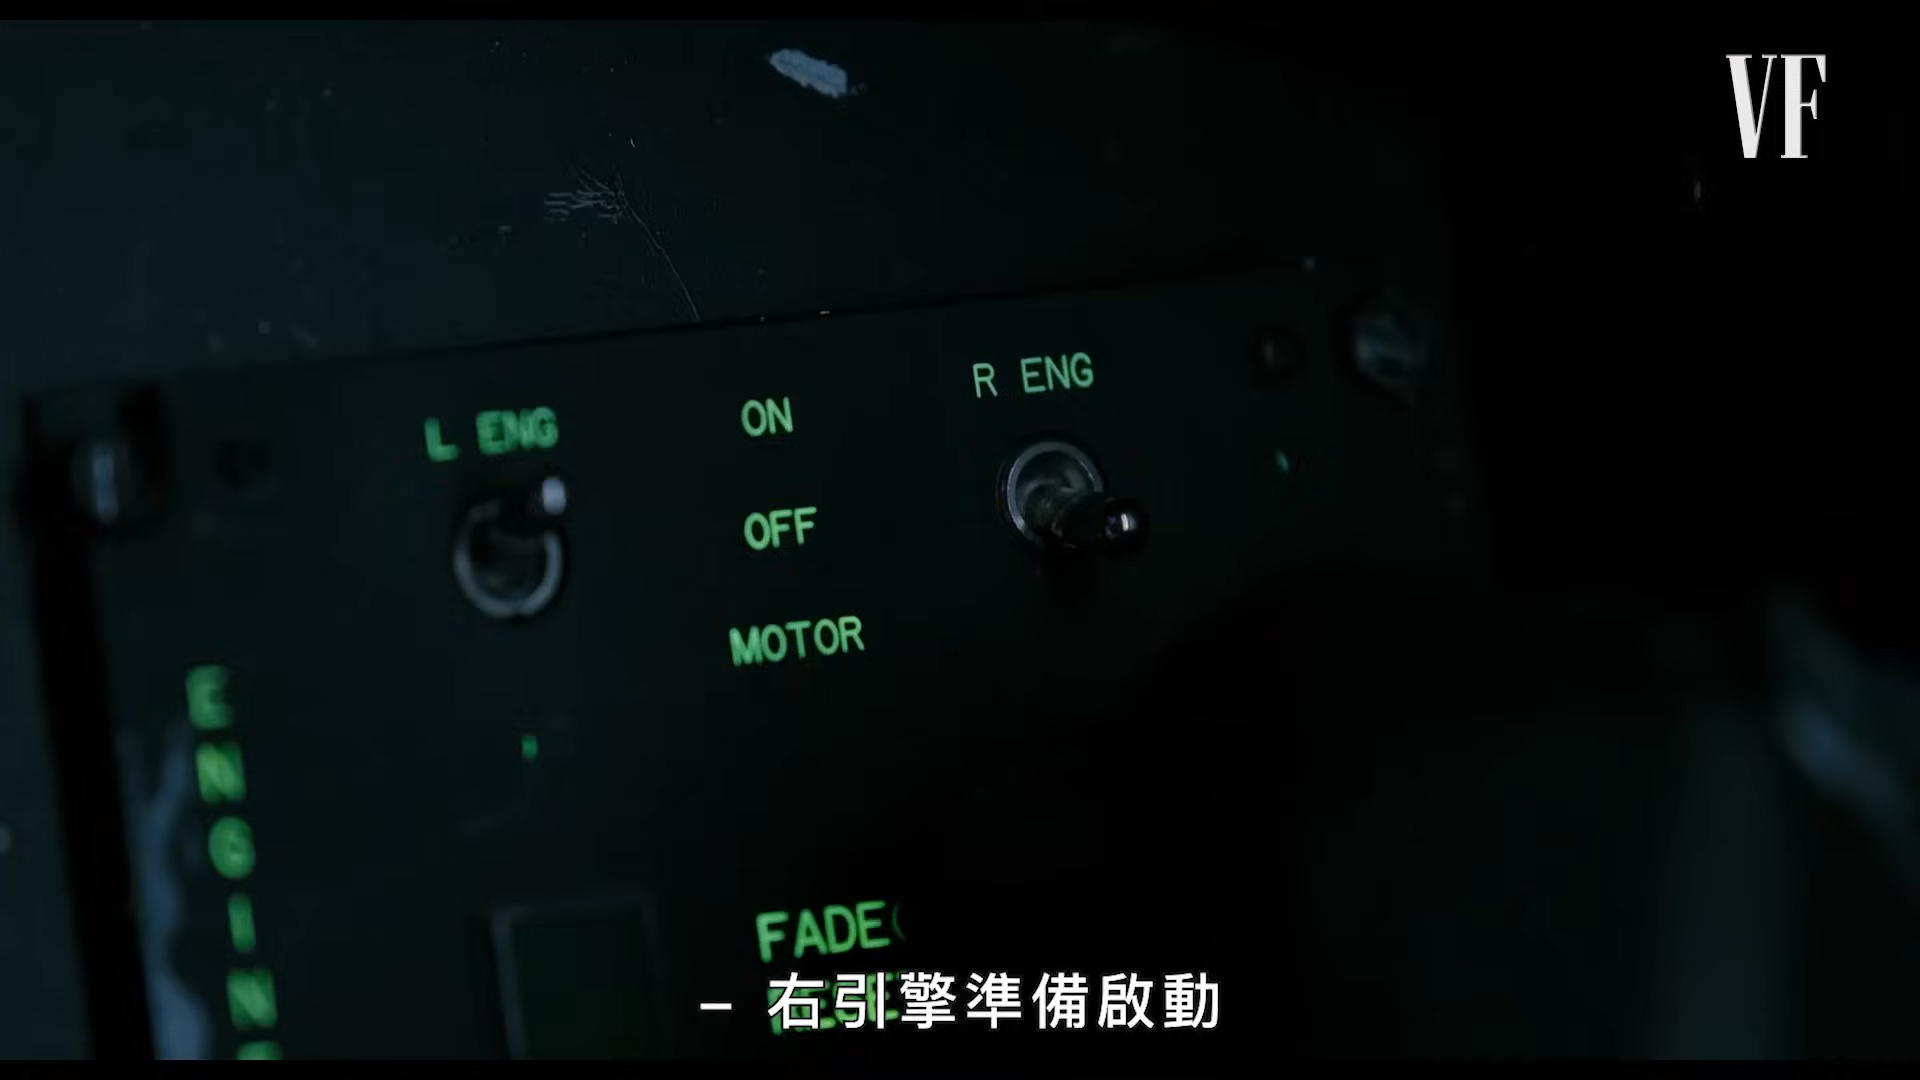 VF
L ENG
ON
R ENG
OFF
MOTOR
ENGINE
FADEC
– 右引擎準備啟動